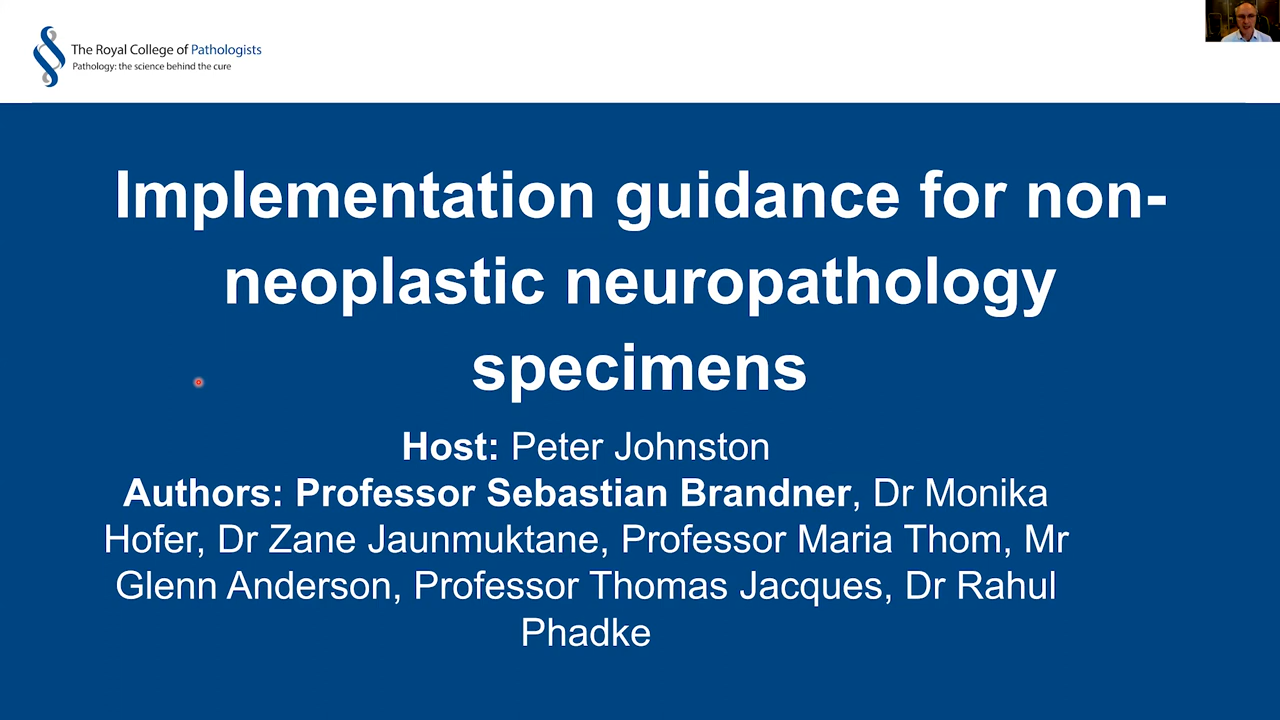 The Royal College of Pathologists
Pathology: the science behind the cure
Implementation guidance for non-
neoplastic neuropathology
specimens
Host: Peter Johnston
Authors: Professor Sebastian Brandner, Dr Monika
Hofer, Dr Zane Jaunmuktane, Professor Maria Thom, Mr
Glenn Anderson, Professor Thomas Jacques, Dr Rahul
Phadke